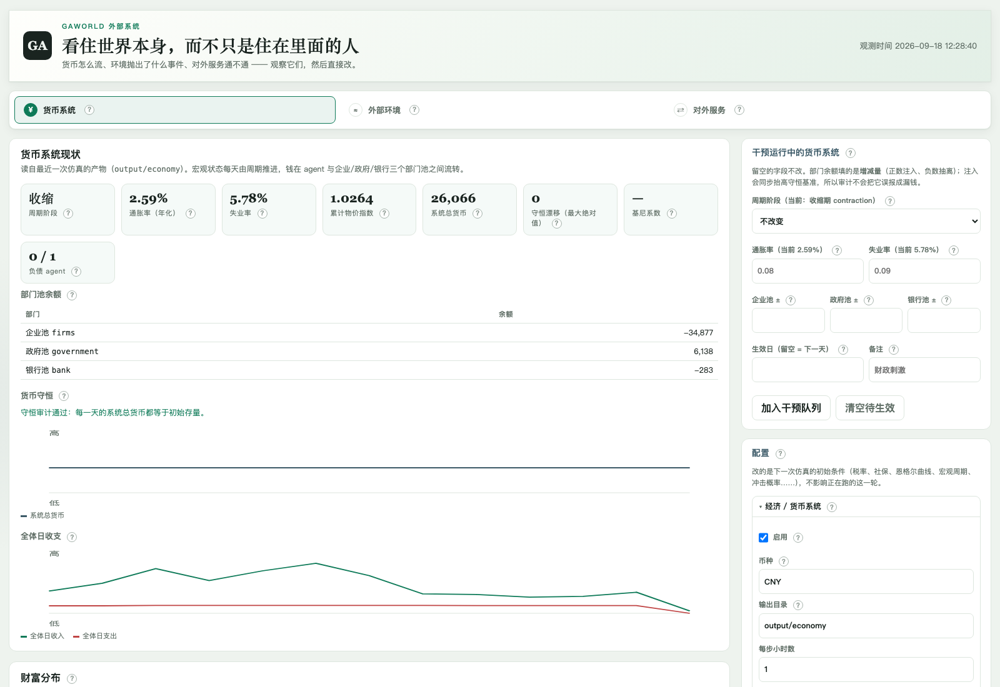 GA
GAWORLD 外部系统
看住世界本身，而不只是住在里面的人
货币怎么流、环境抛出了什么事件、对外服务通不通 —— 观察它们，然后直接改。
观测时间 2026-09-18 12:28:40
¥ 货币系统 ?
≈ 外部环境 ?
⇄ 对外服务 ?
货币系统现状
读自最近一次仿真的产物（output/economy）。宏观状态每天由周期推进，钱在 agent 与企业/政府/银行三个部门池之间流转。
收缩
周期阶段 ?
2.59%
通胀率（年化） ?
5.78%
失业率 ?
1.0264
累计物价指数 ?
26,066
系统总货币 ?
0
守恒漂移（最大绝对
值） ?
—
基尼系数 ?
0 / 1
负债 agent ?
部门池余额 ?
部门 余额
企业池 firms −34,877
政府池 government 6,138
银行池 bank −283
货币守恒 ?
守恒审计通过：每一天的系统总货币都等于初始存量。
高
低
系统总货币
全体日收支 ?
高
低
全体日收入 全体日支出
财富分布 ?
干预运行中的货币系统 ?
留空的字段不改。部门余额填的是增减量（正数注入、负数抽离）；注入
会同步抬高守恒基准，所以审计不会把它误报成漏钱。
周期阶段（当前：收缩期 contraction） ?
不改变
通胀率（当前 2.59%） ? 失业率（当前 5.78%） ?
0.08 0.09
企业池 ± ? 政府池 ± ? 银行池 ± ?
生效日（留空 = 下一天） ? 备注 ?
财政刺激
加入干预队列 清空待生效
配置 ?
改的是下一次仿真的初始条件（税率、社保、恩格尔曲线、宏观周期、
冲击概率……），不影响正在跑的这一轮。
▾ 经济 / 货币系统 ?
启用 ?
币种 ?
CNY
输出目录 ?
output/economy
每步小时数
1